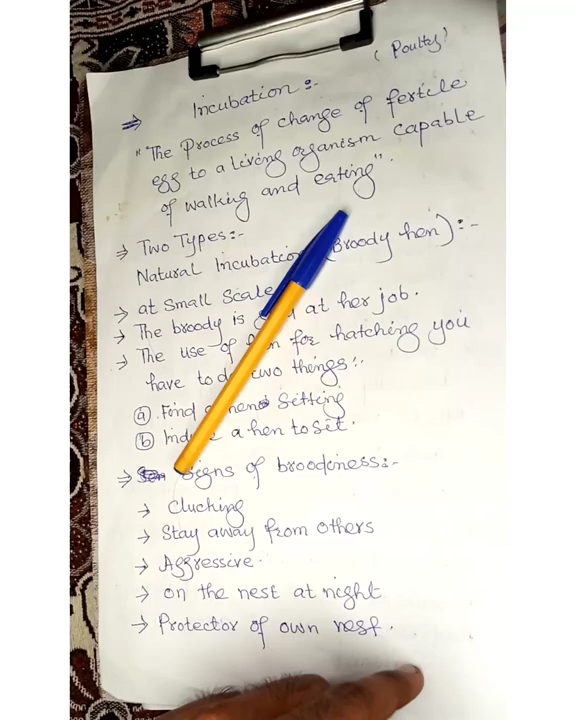 ( Poultry)
⇒ Incubation :-
"The Process of change of fertile
egg to a living organism capable
of walking and eating".
⇒ Two Types:-
Natural Incubation (Broody hen):-
→ at Small Scale
→ The broody is at her job.
→ The use of for hatching you
have to two things:-
(a) Find Setting
(b) a hen to set.
⇒ Signs of broodiness:-
→ Clucking
→ Stay away from others
→ Aggressive.
→ on the nest at night
→ Protector of own nest.